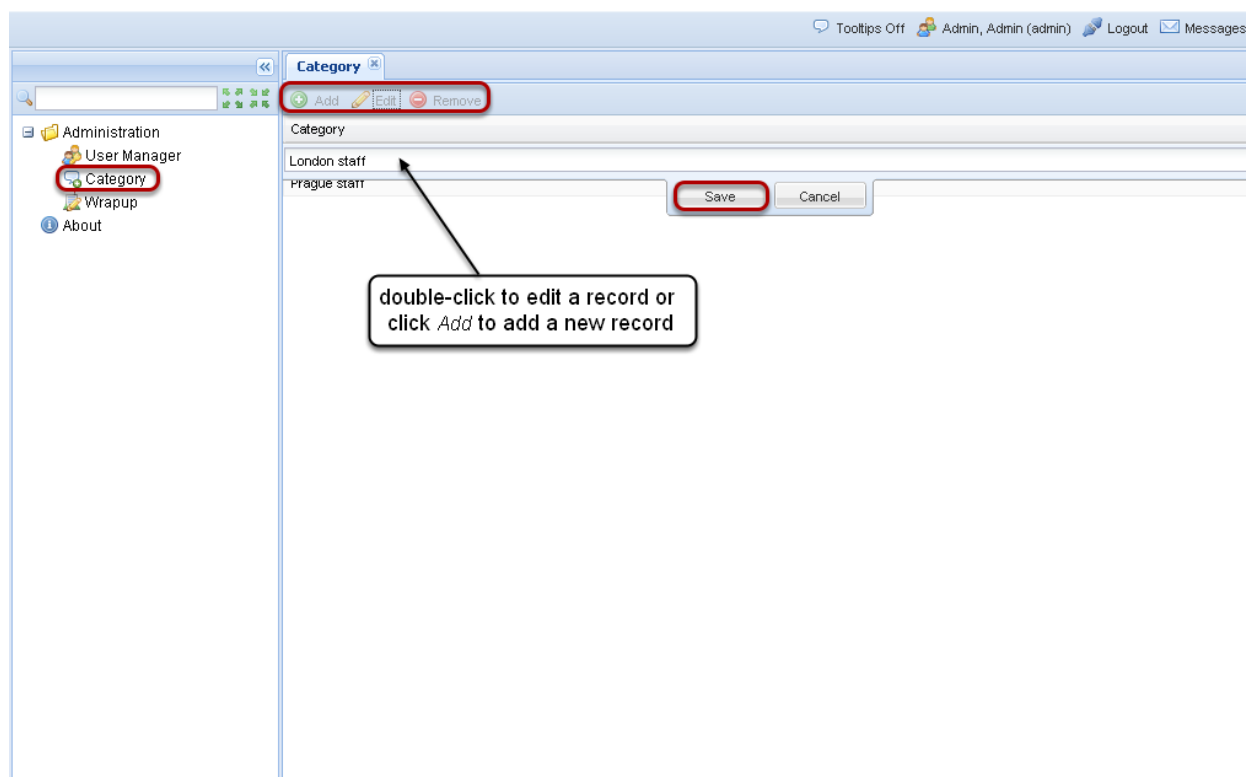 Tooltips Off Admin, Admin (admin) Logout Messages
Category
Add Edit Remove
Administration
User Manager
Category
Wrapup
About
Category
London staff
Prague staff
Save Cancel
double-click to edit a record or
click Add to add a new record